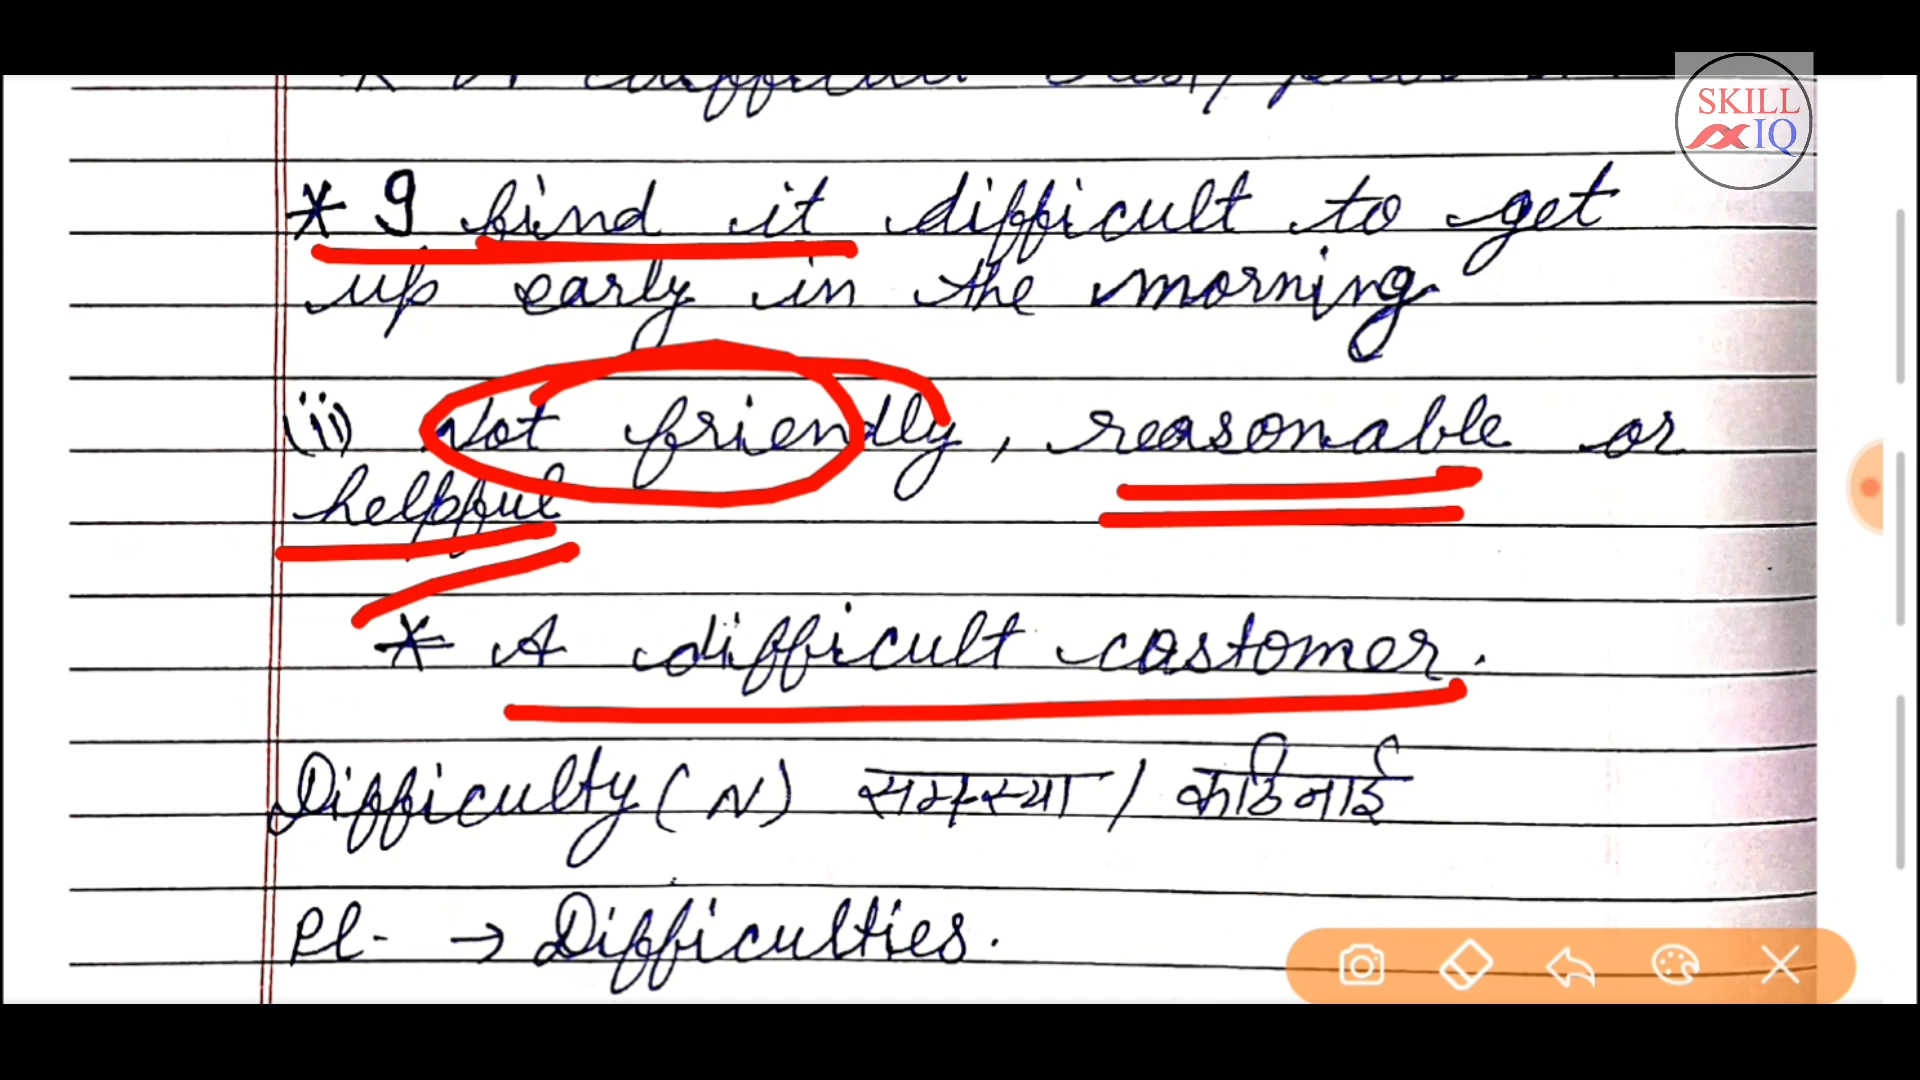 SKILL
IQ
* I find it difficult to get
up early in the morning
(ii) Not friendly, reasonable or
helpful
* A difficult costomer.
Difficulty (N) समस्या / कठिनाई
Pl. → Difficulties.